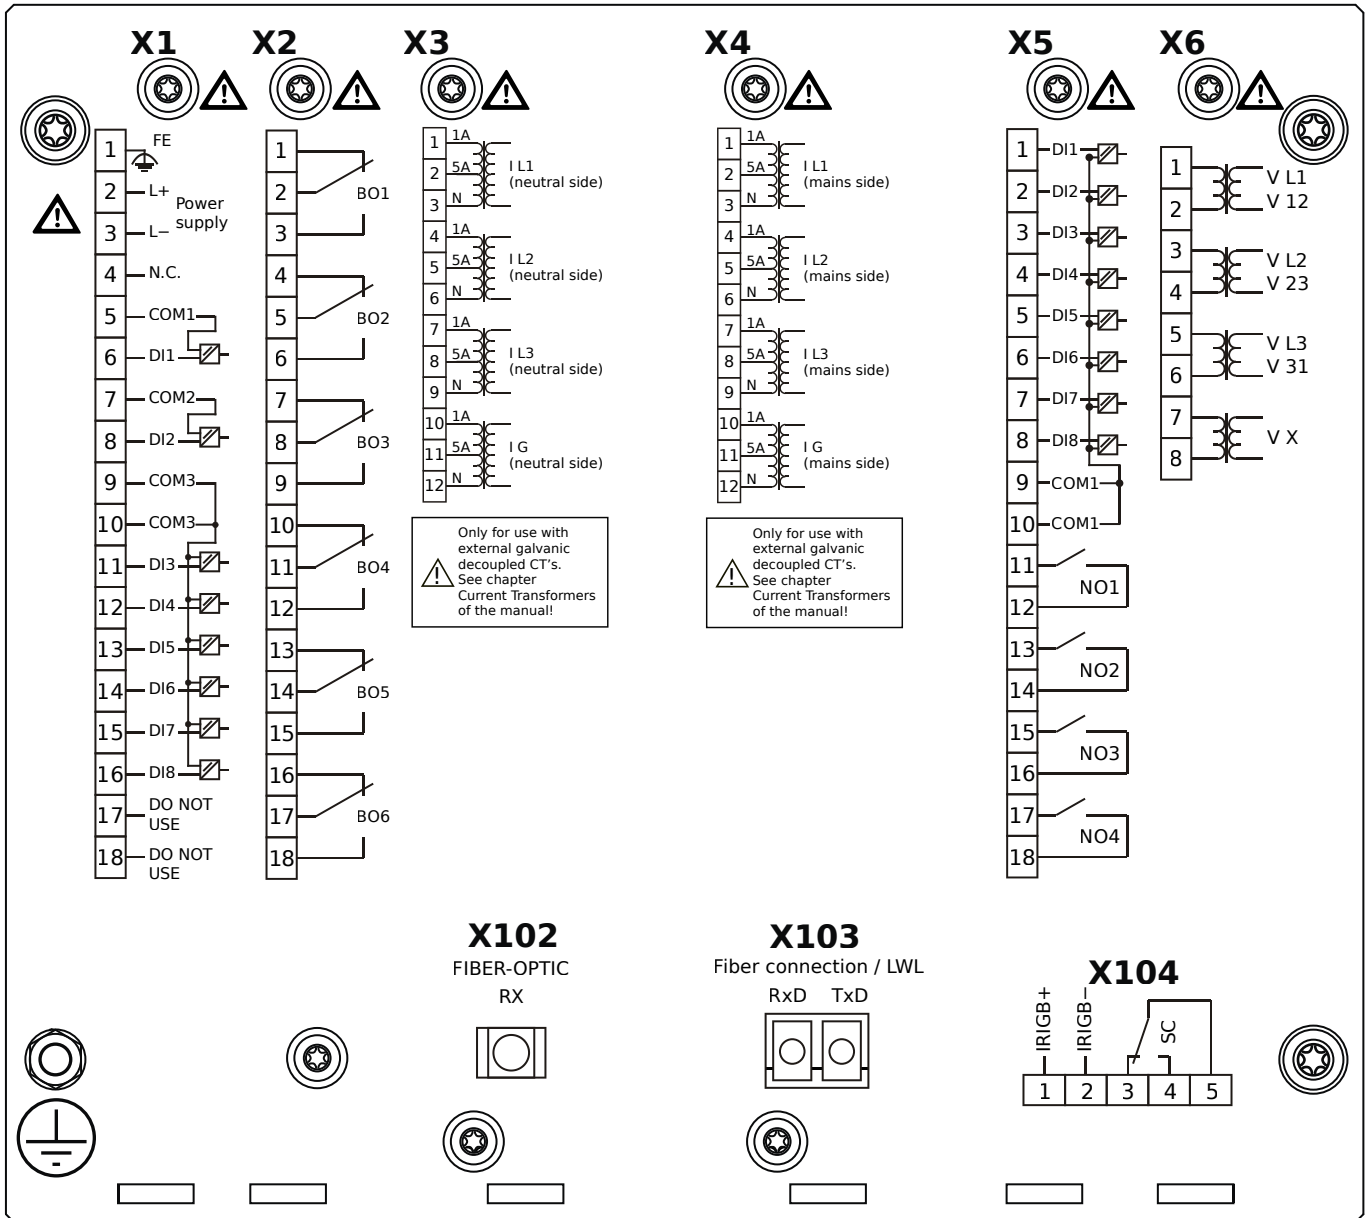 X1
X2
X3
X4
X5
X6
1
FE
2
L+
Power
supply
3
L−
4
N.C.
5
COM1
6
DI1
7
COM2
8
DI2
9
COM3
10
COM3
11
DI3
12
DI4
13
DI5
14
DI6
15
DI7
16
DI8
17
DO NOT
USE
18
DO NOT
USE
1
2
BO1
3
4
5
BO2
6
7
8
BO3
9
10
11
BO4
12
13
14
BO5
15
16
17
BO6
18
1
1A
2
5A
3
N
I L1
(neutral side)
4
1A
5
5A
6
N
I L2
(neutral side)
7
1A
8
5A
9
N
I L3
(neutral side)
10
1A
11
5A
12
N
I G
(neutral side)
Only for use with
external galvanic
decoupled CT's.
See chapter
Current Transformers
of the manual!
1
1A
2
5A
3
N
I L1
(mains side)
4
1A
5
5A
6
N
I L2
(mains side)
7
1A
8
5A
9
N
I L3
(mains side)
10
1A
11
5A
12
N
I G
(mains side)
Only for use with
external galvanic
decoupled CT's.
See chapter
Current Transformers
of the manual!
1
DI1
2
DI2
3
DI3
4
DI4
5
DI5
6
DI6
7
DI7
8
DI8
9
COM1
10
COM1
11
NO1
12
13
NO2
14
15
NO3
16
17
NO4
18
1
V L1
2
V 12
3
V L2
4
V 23
5
V L3
6
V 31
7
V X
8
X102
FIBER-OPTIC
RX
X103
Fiber connection / LWL
RxD TxD
X104
IRIGB+
IRIGB−
SC
1 2 3 4 5